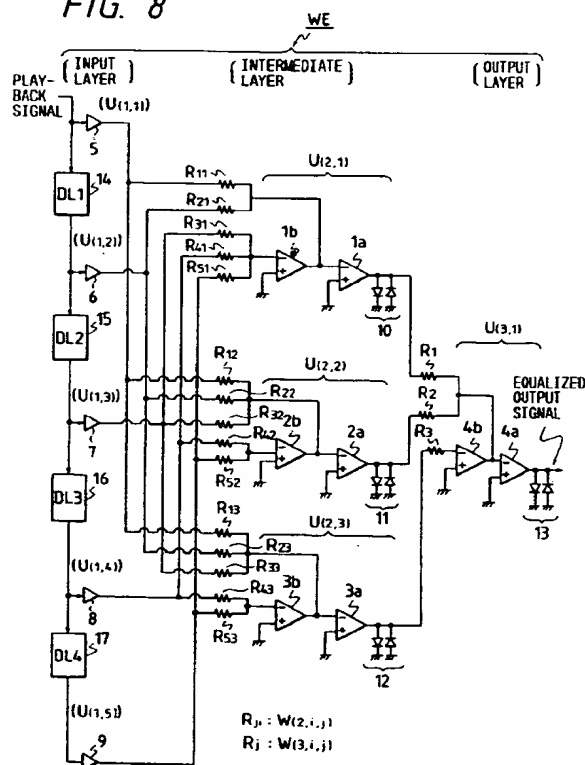 FIG. 8
WE
INPUT LAYER
INTERMEDIATE LAYER
OUTPUT LAYER
PLAY-
BACK
SIGNAL
(U(1,1))
5
DL1
14
(U(1,2))
6
DL2
15
(U(1,3))
7
DL3
16
(U(1,4))
8
DL4
17
(U(1,5))
9
R11
R21
R31
R41
R51
U(2,1)
1b
1a
10
R12
R22
R32
R42
R52
U(2,2)
2b
2a
11
R13
R23
R33
R43
R53
U(2,3)
3b
3a
12
R1
R2
R3
U(3,1)
4b
4a
13
EQUALIZED
OUTPUT
SIGNAL
Rji : W(2,i,j)
Rj : W(3,i,j)